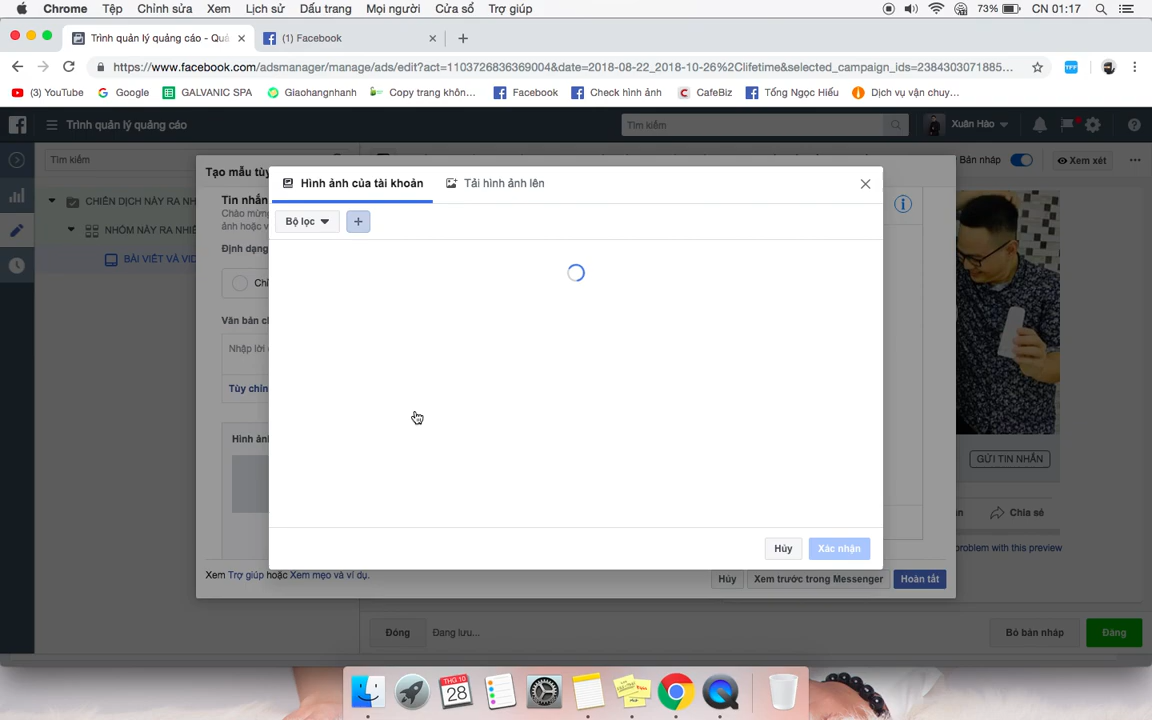 Chrome Tệp Chỉnh sửa Xem Lịch sử Dấu trang Mọi người Cửa sổ Trợ giúp 73% CN 01:17
Trình quản lý quảng cáo - Quả
(1) Facebook
https://www.facebook.com/adsmanager/manage/ads/edit?act=1103726836369004&date=2018-08-22_2018-10-26%2Clifetime&selected_campaign_ids=2384303071885...
(3) YouTube Google GALVANIC SPA Giaohangnhanh Copy trang khôn... Facebook Check hình ảnh CafeBiz Tống Ngọc Hiếu Dịch vụ vận chuy...
Trình quản lý quảng cáo Tìm kiếm Xuân Hào
Tìm kiếm Bản nháp Xem xét
Tạo mẫu tùy
Hình ảnh của tài khoản Tải hình ảnh lên
CHIẾN DỊCH NÀY RA NH
Tin nhắn
Chào mừng
ảnh hoặc v
Bộ lọc
NHÓM NÀY RA NHIỀ
Định dạng
BÀI VIẾT VÀ VID
Chỉ
Văn bản c
Nhập lời
Tùy chỉn
Hình ảnh
GỬI TIN NHẮN
Chia sẻ
Hủy Xác nhận
problem with this preview
Xem Trợ giúp hoặc Xem mẹo và ví dụ.
Hủy Xem trước trong Messenger Hoàn tất
Đóng Đang lưu... Bỏ bản nháp Đăng
THG 10
28